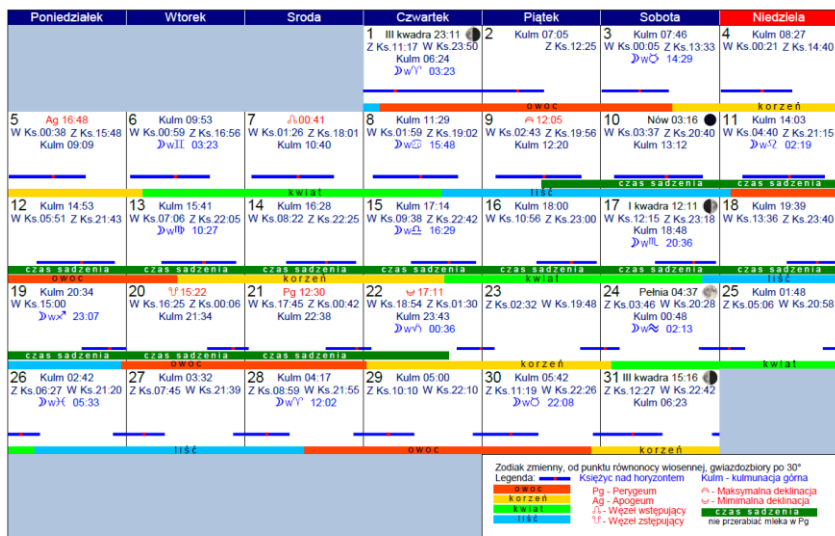 Poniedziałek Wtorek Sroda Czwartek Piątek Sobota Niedziela
1 III kwadra 23:11
Z Ks.11:17 W Ks.23:50
Kulm 06:24
☽w♈ 03:23
2 Kulm 07:05
Z Ks.12:25
3 Kulm 07:46
W Ks.00:05 Z Ks.13:33
☽w♉ 14:29
4 Kulm 08:27
W Ks.00:21 Z Ks.14:40
owoc korzeń
5 Ag 16:48
W Ks.00:38 Z Ks.15:48
Kulm 09:09
6 Kulm 09:53
W Ks.00:59 Z Ks.16:56
☽w♊ 03:23
7 ☊00:41
W Ks.01:26 Z Ks.18:01
Kulm 10:40
8 Kulm 11:29
W Ks.01:59 Z Ks.19:02
☽w♋ 15:48
9 12:05
W Ks.02:43 Z Ks.19:56
Kulm 12:20
10 Nów 03:16
W Ks.03:37 Z Ks.20:40
Kulm 13:12
11 Kulm 14:03
W Ks.04:40 Z Ks.21:15
☽w♌ 02:19
czas sadzenia czas sadzenia
kwiat liść
12 Kulm 14:53
W Ks.05:51 Z Ks.21:43
13 Kulm 15:41
W Ks.07:06 Z Ks.22:05
☽w♍ 10:27
14 Kulm 16:28
W Ks.08:22 Z Ks.22:25
15 Kulm 17:14
W Ks.09:38 Z Ks.22:42
☽w♎ 16:29
16 Kulm 18:00
W Ks.10:56 Z Ks.23:00
17 I kwadra 12:11
W Ks.12:15 Z Ks.23:18
Kulm 18:48
☽w♏ 20:36
18 Kulm 19:39
W Ks.13:36 Z Ks.23:40
czas sadzenia czas sadzenia czas sadzenia czas sadzenia czas sadzenia czas sadzenia czas sadzenia
owoc korzeń kwiat liść
19 Kulm 20:34
W Ks.15:00
☽w♐ 23:07
20 ☋15:22
W Ks.16:25 Z Ks.00:06
Kulm 21:34
21 Pg 12:30
W Ks.17:45 Z Ks.00:42
Kulm 22:38
22 17:11
W Ks.18:54 Z Ks.01:30
Kulm 23:43
☽w♑ 00:36
23
Z Ks.02:32 W Ks.19:48
24 Pełnia 04:37
Z Ks.03:46 W Ks.20:28
Kulm 00:48
☽w♒ 02:13
25 Kulm 01:48
Z Ks.05:06 W Ks.20:58
czas sadzenia czas sadzenia czas sadzenia czas sadzenia
owoc korzeń kwiat
26 Kulm 02:42
Z Ks.06:27 W Ks.21:20
☽w♓ 05:33
27 Kulm 03:32
Z Ks.07:45 W Ks.21:39
28 Kulm 04:17
Z Ks.08:59 W Ks.21:55
☽w♈ 12:02
29 Kulm 05:00
Z Ks.10:10 W Ks.22:10
30 Kulm 05:42
Z Ks.11:19 W Ks.22:26
☽w♉ 22:08
31 III kwadra 15:16
Z Ks.12:27 W Ks.22:42
Kulm 06:23
liść owoc korzeń
Zodiak zmienny, od punktu równonocy wiosennej, gwiazdozbiory po 30°
Legenda: Księżyc nad horyzontem Kulm - kulmunacja górna
owoc Pg - Perygeum - Maksymalna deklinacja
korzeń Ag - Apogeum - Mimimalna deklinacja
kwiat ☊ - Węzeł wstępujący czas sadzenia
liść ☋ - Węzeł zstępujący nie przerabiać mleka w Pg